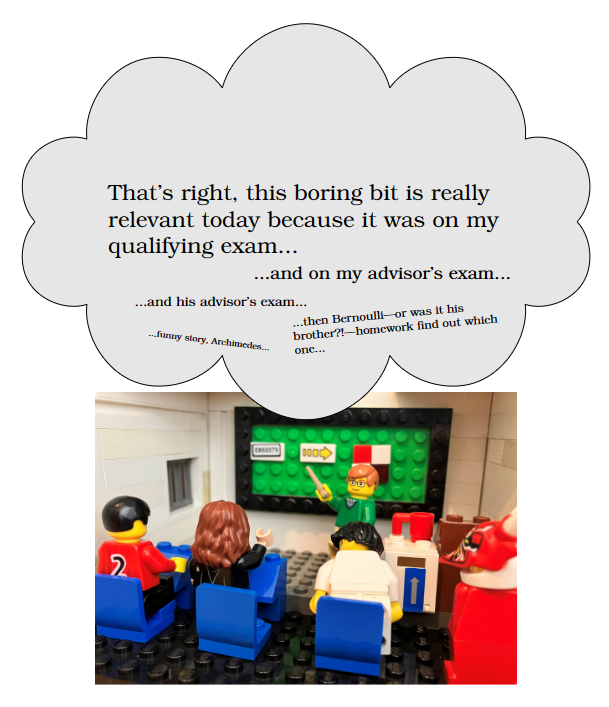 That's right, this boring bit is really
relevant today because it was on my
qualifying exam...
...and on my advisor's exam...
...and his advisor's exam...
...then Bernoulli—or was it his
brother?!—homework find out which
one...
...funny story, Archimedes...
2